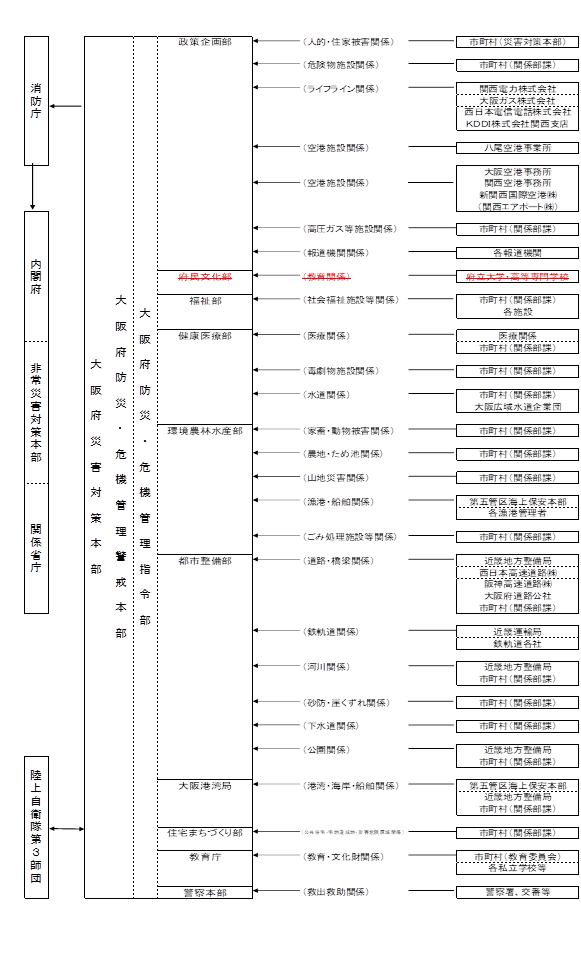 消防庁
内閣府
非常災害対策本部
関係省庁
陸上自衛隊第３師団
大阪府災害対策本部
大阪府防災・危機管理警戒本部
大阪府防災・危機管理指令部
政策企画部 （人的・住家被害関係） 市町村（災害対策本部）
（危険物施設関係） 市町村（関係部課）
（ライフライン関係） 関西電力株式会社
大阪ガス株式会社
西日本電信電話株式会社
KDDI株式会社関西支店
（空港施設関係） 八尾空港事業所
（空港施設関係） 大阪空港事務所
関西空港事務所
新関西国際空港㈱
（関西エアポート㈱）
（高圧ガス等施設関係） 市町村（関係部課）
（報道機関関係） 各報道機関
府民文化部 （教育関係） 府立大学・高等専門学校
福祉部 （社会福祉施設等関係） 市町村（関係部課）
各施設
健康医療部 （医療関係） 医療関係
市町村（関係部課）
（毒劇物施設関係） 市町村（関係部課）
（水道関係） 市町村（関係部課）
大阪広域水道企業団
環境農林水産部 （家畜・動物被害関係） 市町村（関係部課）
（農地・ため池関係） 市町村（関係部課）
（山地災害関係） 市町村（関係部課）
（漁港・船舶関係） 第五管区海上保安本部
各漁港管理者
（ごみ処理施設等関係） 市町村（関係部課）
都市整備部 （道路・橋梁関係） 近畿地方整備局
西日本高速道路㈱
阪神高速道路㈱
大阪府道路公社
市町村（関係部課）
（鉄軌道関係） 近畿運輸局
鉄軌道各社
（河川関係） 近畿地方整備局
市町村（関係部課）
（砂防・崖くずれ関係） 市町村（関係部課）
（下水道関係） 市町村（関係部課）
（公園関係） 近畿地方整備局
市町村（関係部課）
大阪港湾局 （港湾・海岸・船舶関係） 第五管区海上保安本部
近畿地方整備局
市町村（関係部課）
住宅まちづくり部 市町村（関係部課）
教育庁 （教育・文化財関係） 市町村（教育委員会）
各私立学校等
警察本部 （救出救助関係） 警察署、交番等